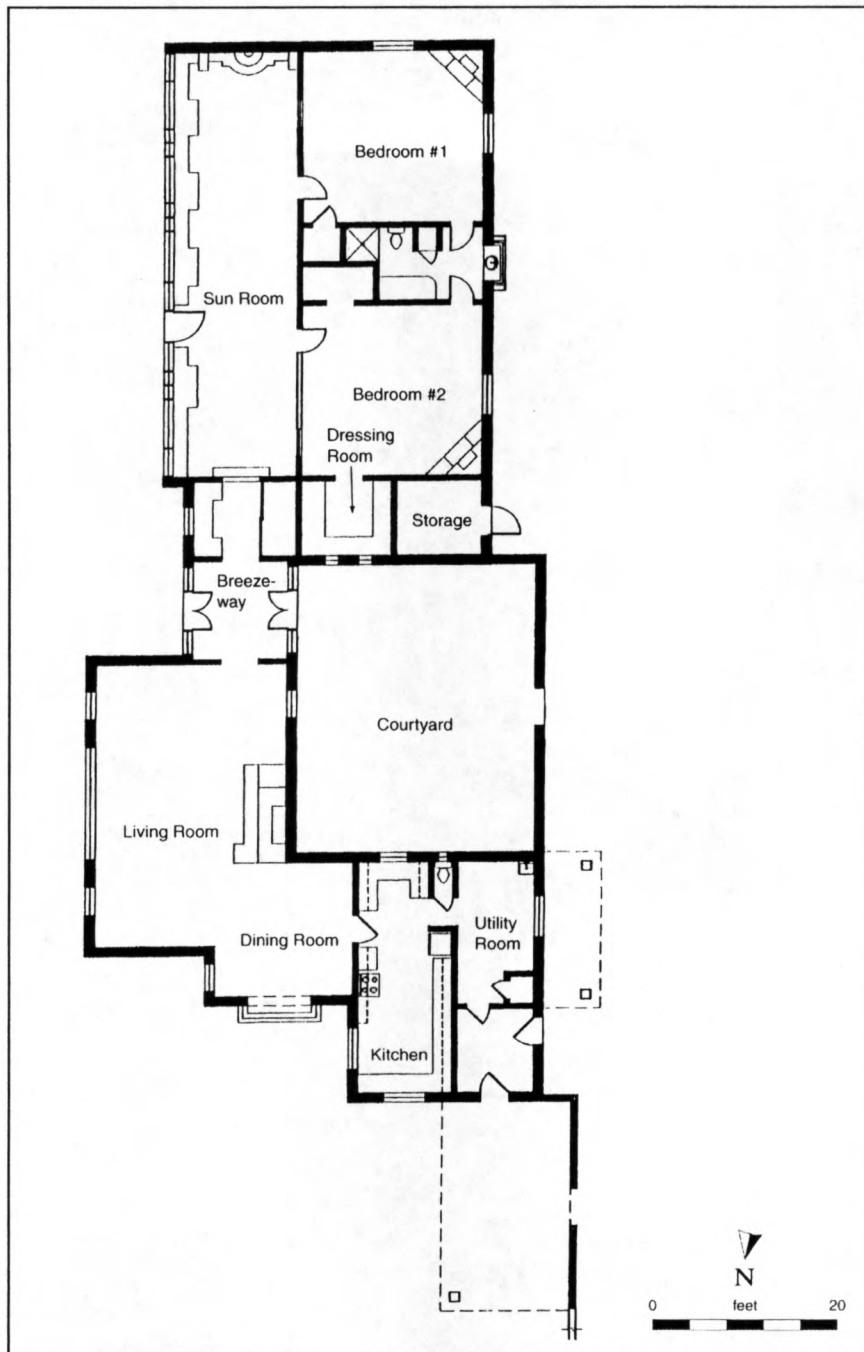 Bedroom #1
Sun Room
Bedroom #2
Dressing
Room
Storage
Breeze-
way
Courtyard
Living Room
Utility
Room
Dining Room
Kitchen
N
0 feet 20